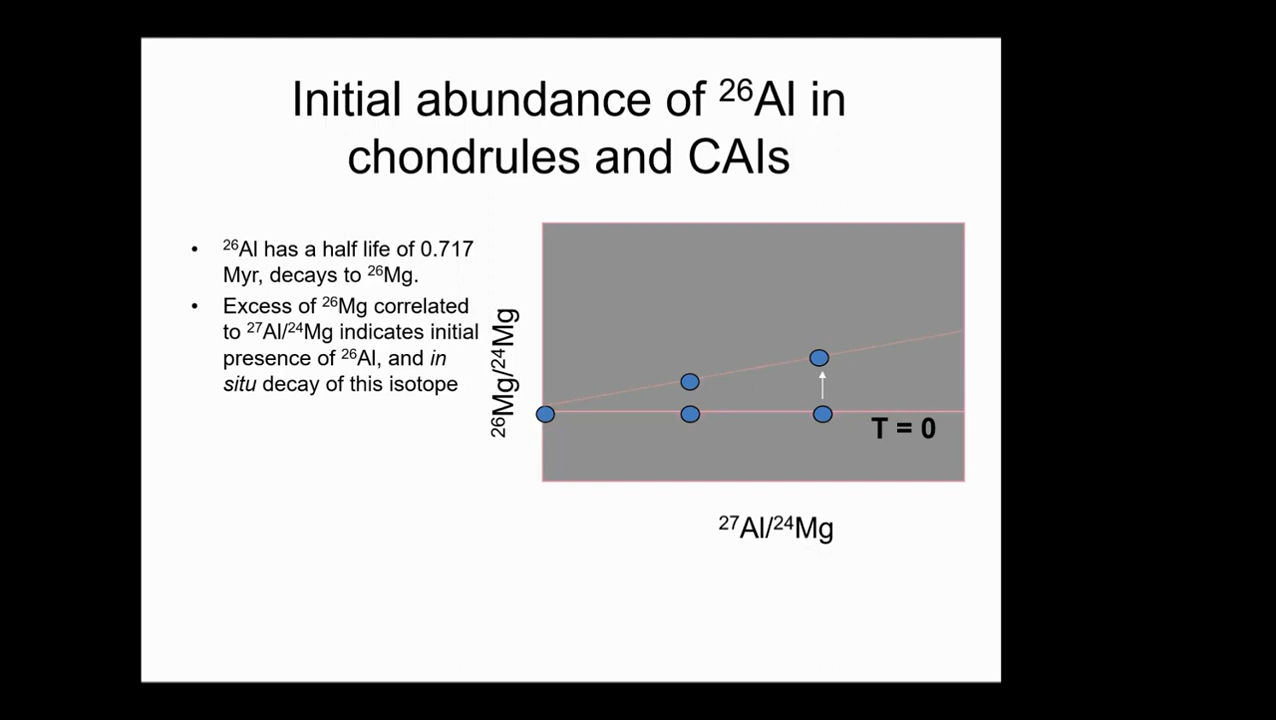 Initial abundance of ²⁶Al in
chondrules and CAIs
• ²⁶Al has a half life of 0.717
Myr, decays to ²⁶Mg.
• Excess of ²⁶Mg correlated
to ²⁷Al/²⁴Mg indicates initial
presence of ²⁶Al, and in
situ decay of this isotope
²⁶Mg/²⁴Mg
T = 0
²⁷Al/²⁴Mg